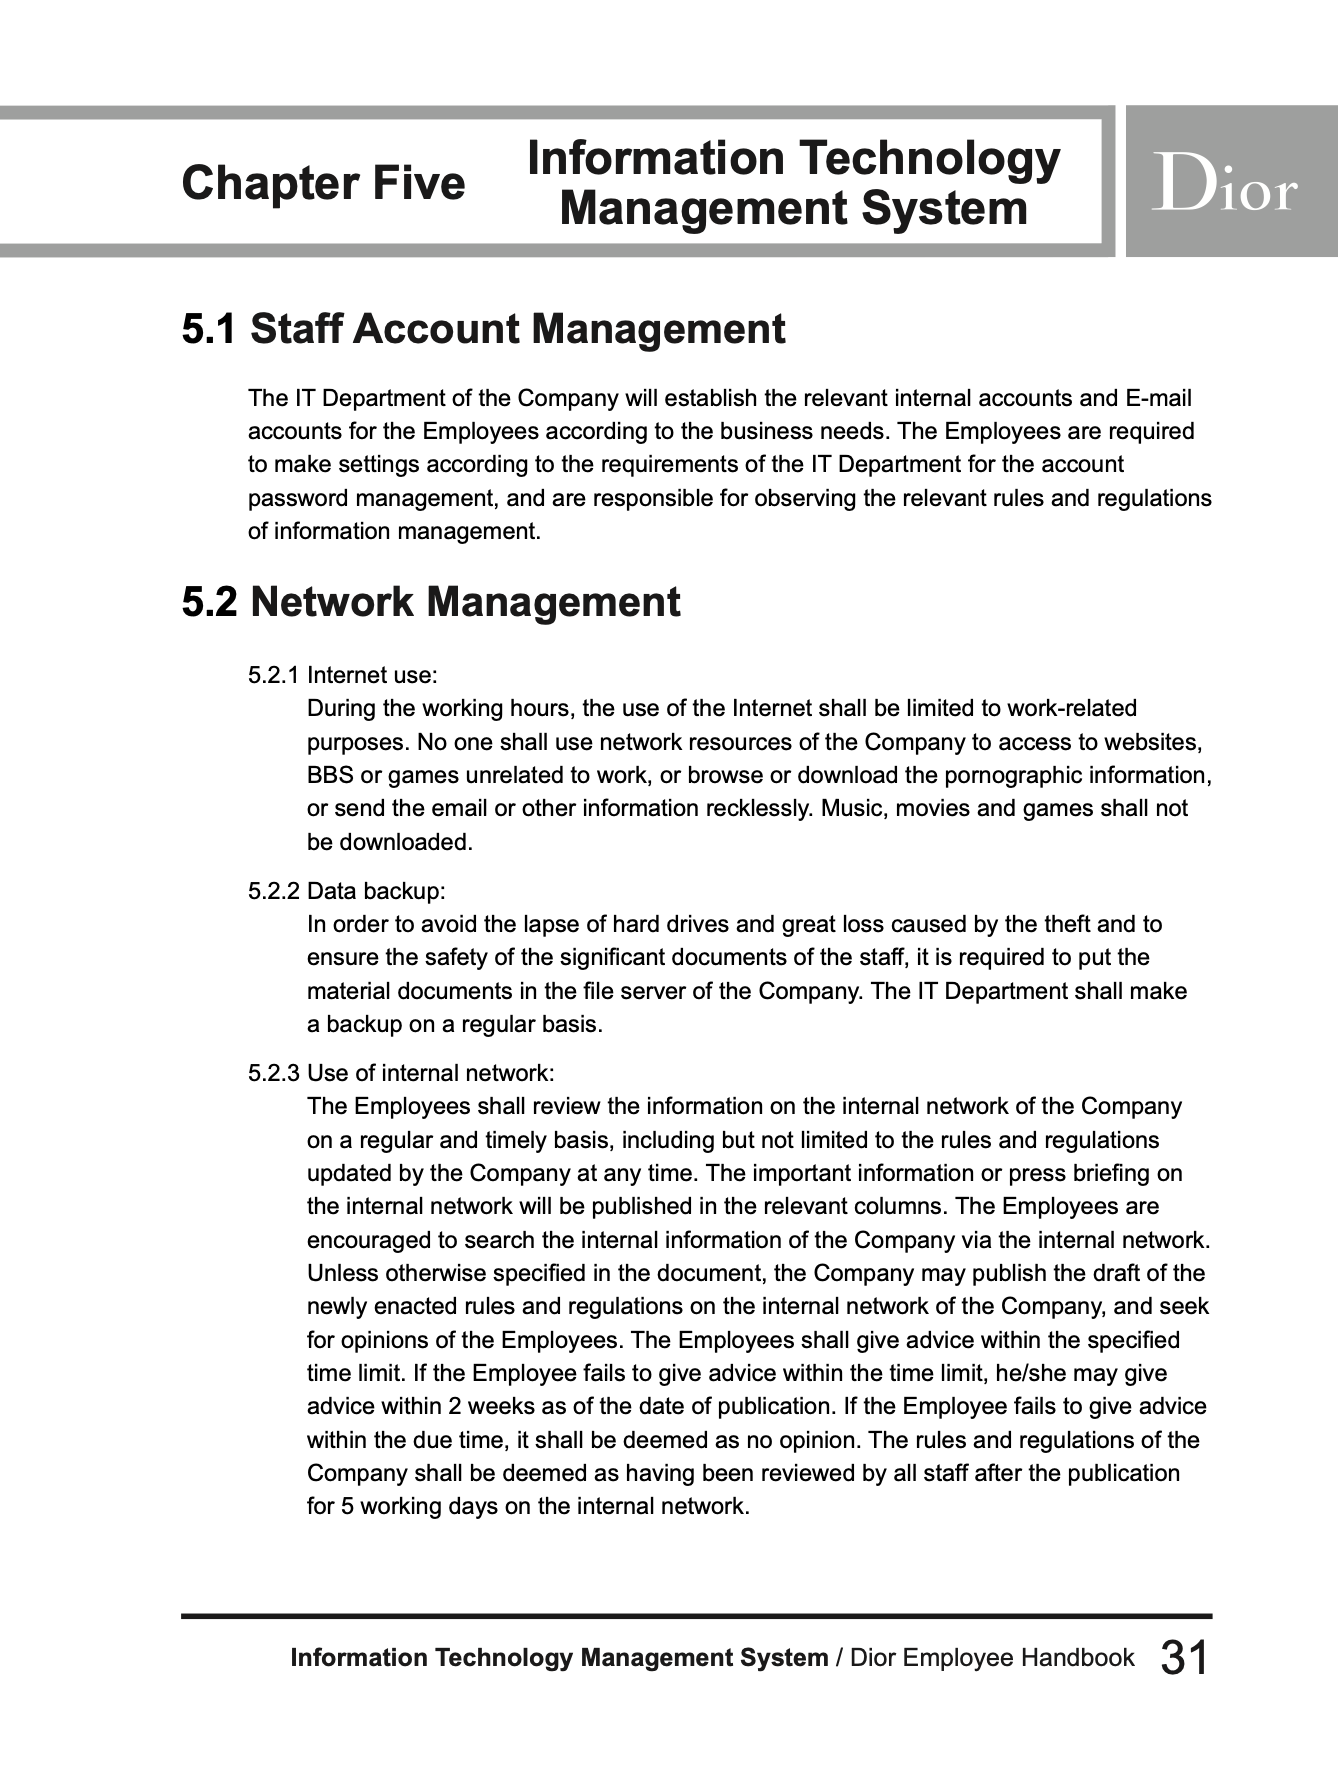 Chapter Five
Information Technology
Management System
Dior
5.1 Staff Account Management
The IT Department of the Company will establish the relevant internal accounts and E-mail
accounts for the Employees according to the business needs. The Employees are required
to make settings according to the requirements of the IT Department for the account
password management, and are responsible for observing the relevant rules and regulations
of information management.
5.2 Network Management
5.2.1 Internet use:
During the working hours, the use of the Internet shall be limited to work-related
purposes. No one shall use network resources of the Company to access to websites,
BBS or games unrelated to work, or browse or download the pornographic information,
or send the email or other information recklessly. Music, movies and games shall not
be downloaded.
5.2.2 Data backup:
In order to avoid the lapse of hard drives and great loss caused by the theft and to
ensure the safety of the significant documents of the staff, it is required to put the
material documents in the file server of the Company. The IT Department shall make
a backup on a regular basis.
5.2.3 Use of internal network:
The Employees shall review the information on the internal network of the Company
on a regular and timely basis, including but not limited to the rules and regulations
updated by the Company at any time. The important information or press briefing on
the internal network will be published in the relevant columns. The Employees are
encouraged to search the internal information of the Company via the internal network.
Unless otherwise specified in the document, the Company may publish the draft of the
newly enacted rules and regulations on the internal network of the Company, and seek
for opinions of the Employees. The Employees shall give advice within the specified
time limit. If the Employee fails to give advice within the time limit, he/she may give
advice within 2 weeks as of the date of publication. If the Employee fails to give advice
within the due time, it shall be deemed as no opinion. The rules and regulations of the
Company shall be deemed as having been reviewed by all staff after the publication
for 5 working days on the internal network.
Information Technology Management System / Dior Employee Handbook 31